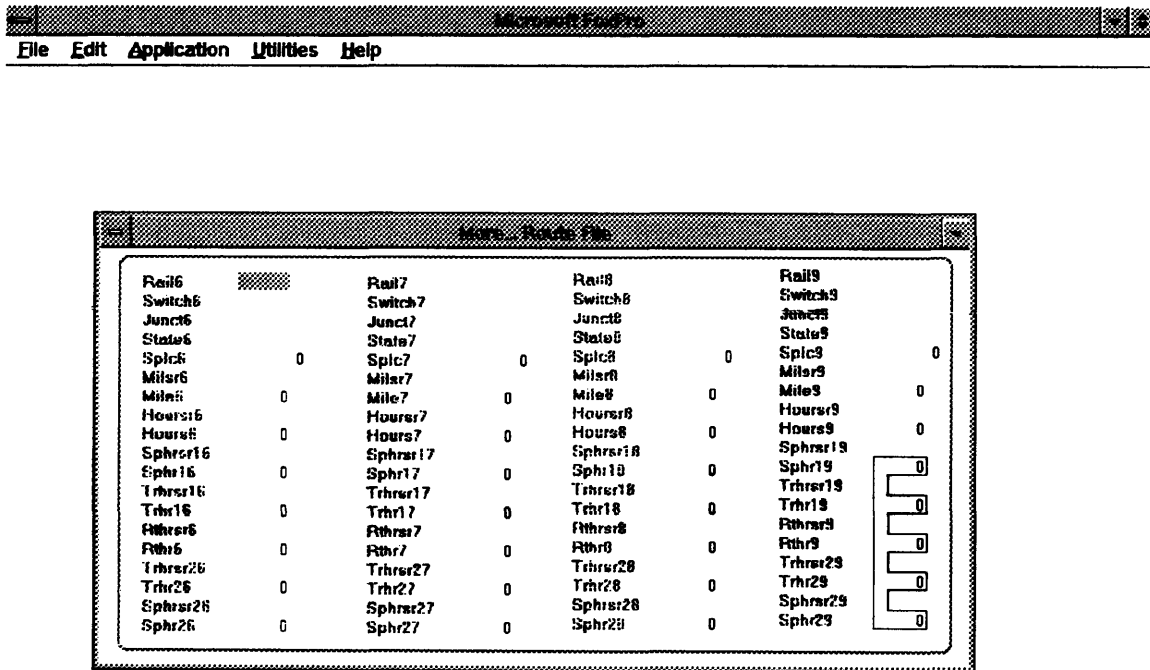 Microsoft FoxPro
File Edit Application Utilities Help
More... Route File
Rail6 Rail7 Rail8 Rail9
Switch6 Switch7 Switch8 Switch9
Junct6 Junct7 Junct8 Junct9
State6 State7 State8 State9
Splc6 0 Splc7 0 Splc8 0 Splc9 0
Milsr6 Milsr7 Milsr8 Milsr9
Mile6 0 Mile7 0 Mile8 0 Mile9 0
Hoursr6 Hoursr7 Hoursr8 Hoursr9
Hours6 0 Hours7 0 Hours8 0 Hours9 0
Sphrsr16 Sphrsr17 Sphrsr18 Sphrsr19
Sphr16 0 Sphr17 0 Sphr18 0 Sphr19 0
Trhrsr16 Trhrsr17 Trhrsr18 Trhrsr19
Trhr16 0 Trhr17 0 Trhr18 0 Trhr19 0
Rthrsr6 Rthrsr7 Rthrsr8 Rthrsr9
Rthr6 0 Rthr7 0 Rthr8 0 Rthr9 0
Trhrsr26 Trhrsr27 Trhrsr28 Trhrsr29
Trhr26 0 Trhr27 0 Trhr28 0 Trhr29 0
Sphrsr26 Sphrsr27 Sphrsr28 Sphrsr29
Sphr26 0 Sphr27 0 Sphr28 0 Sphr29 0